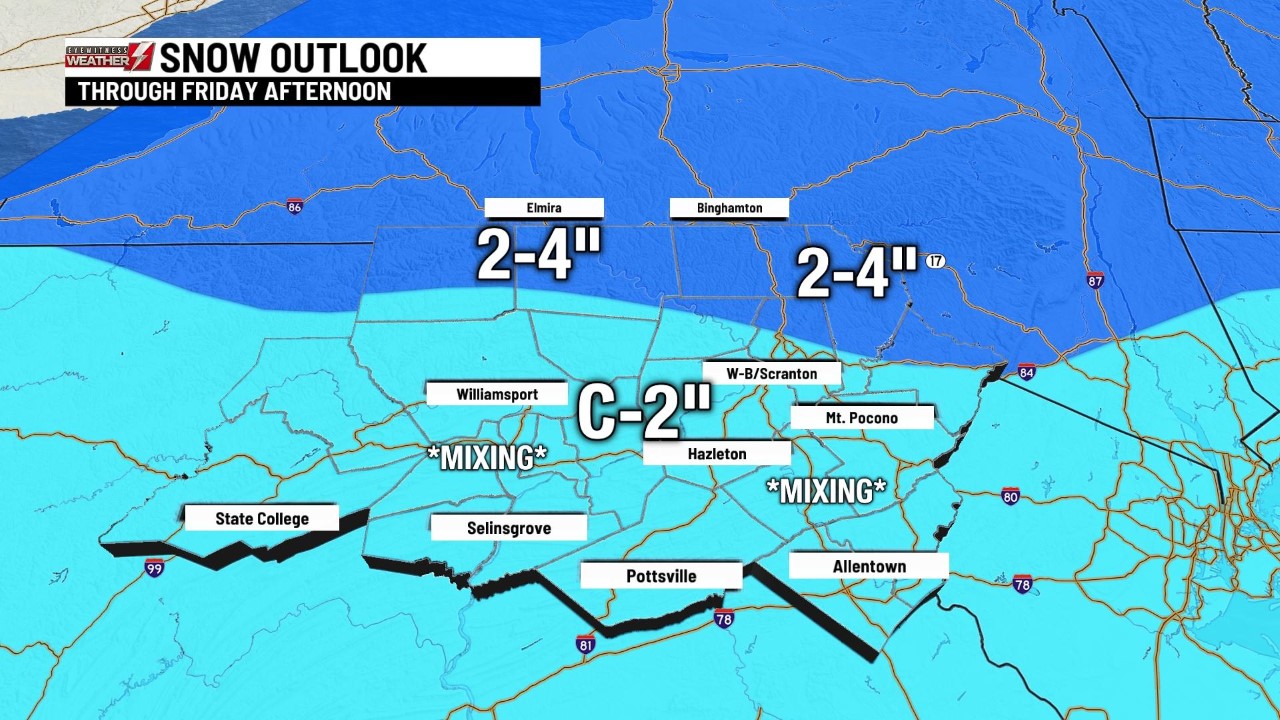 EYEWITNESS
WEATHER
SNOW OUTLOOK
THROUGH FRIDAY AFTERNOON
86
Elmira
Binghamton
2-4"
2-4"
17
87
W-B/Scranton
84
Williamsport
C-2"
Mt. Pocono
*MIXING*
Hazleton
*MIXING*
80
State College
Selinsgrove
99
Pottsville
Allentown
78
78
81